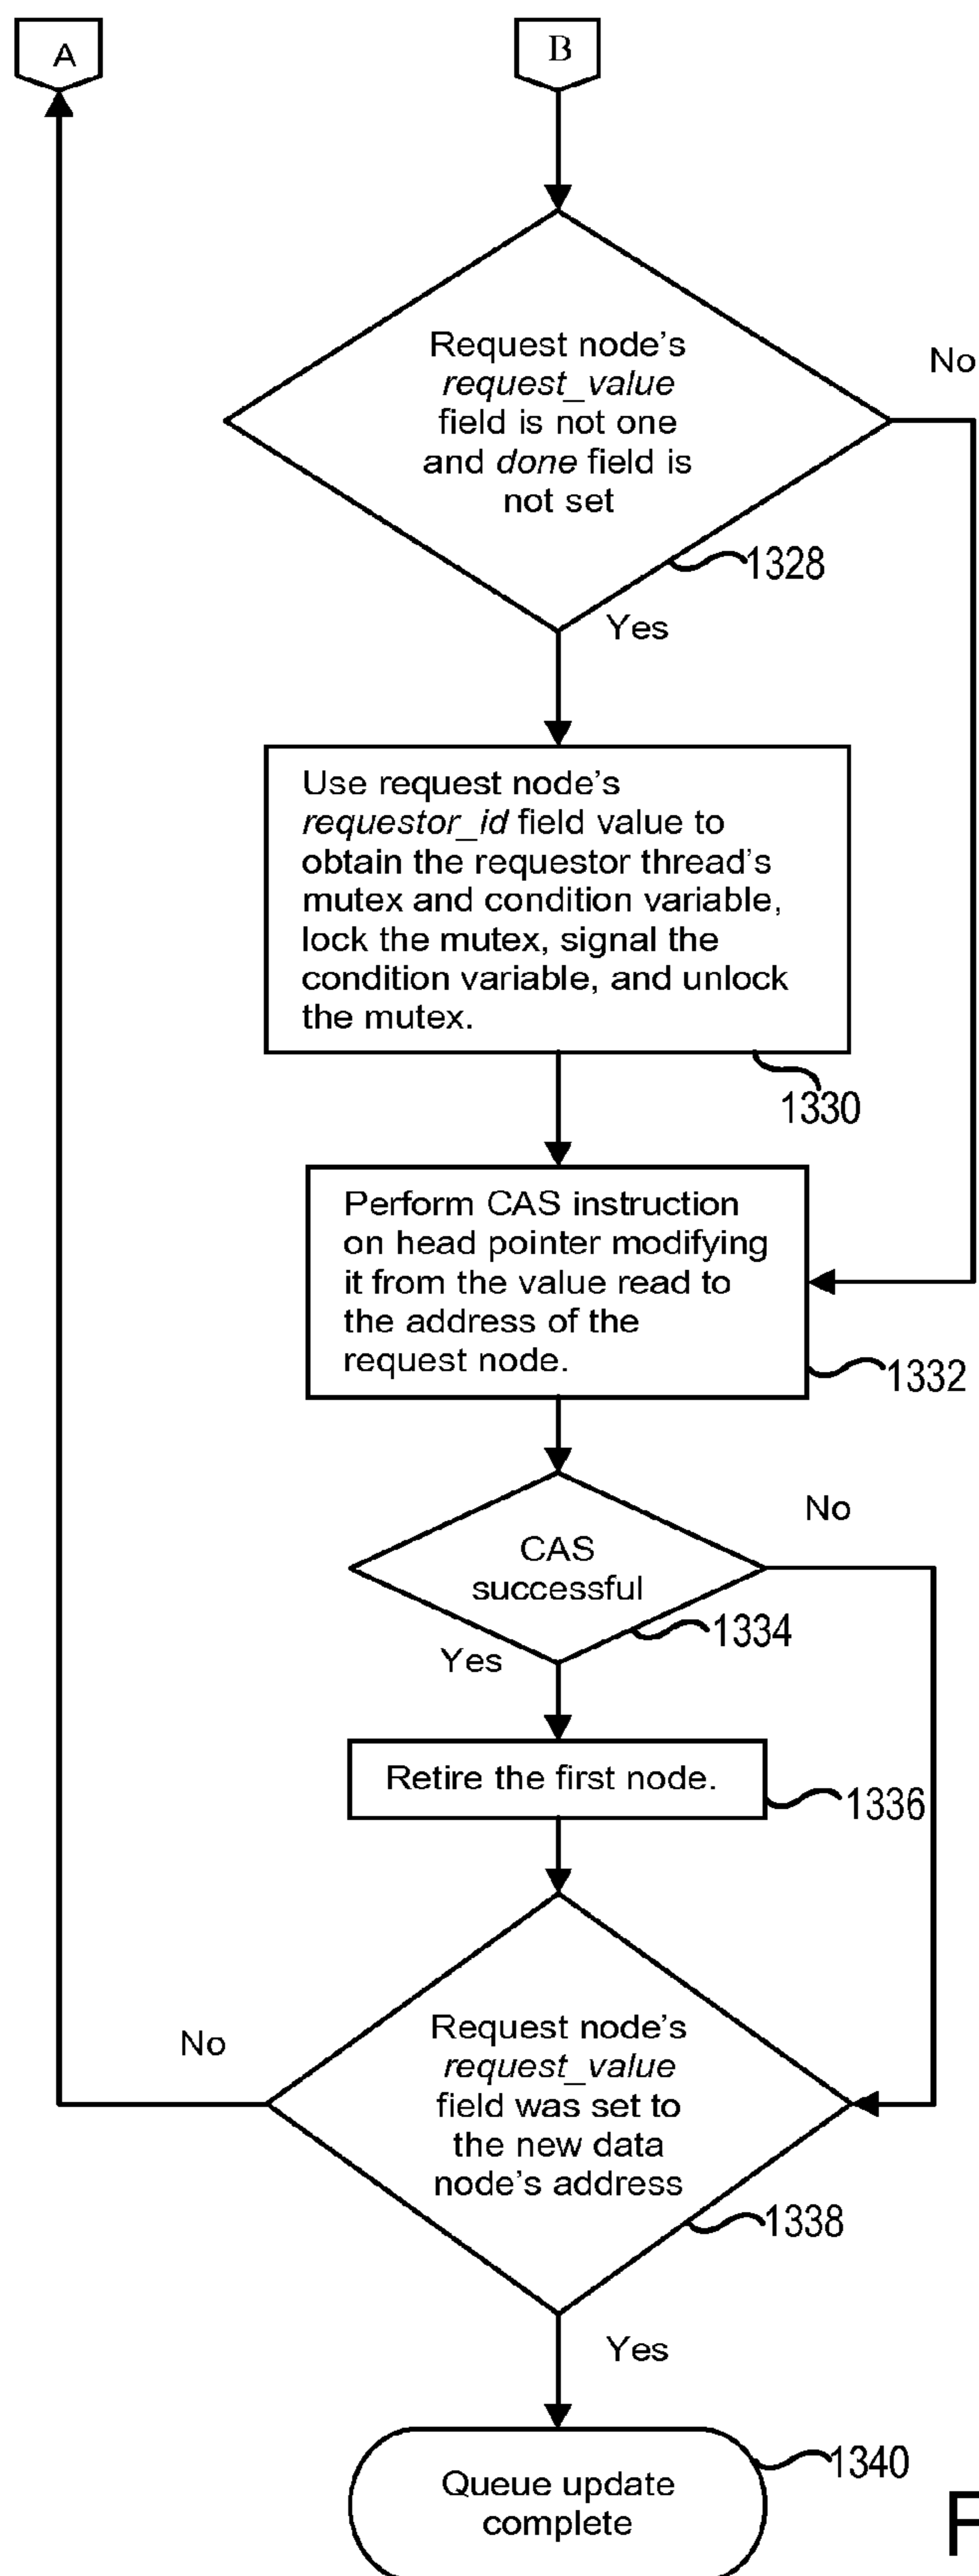 A
B
Request node's
request_value
field is not one
and done field is
not set
No
1328
Yes
Use request node's
requestor_id field value to
obtain the requestor thread's
mutex and condition variable,
lock the mutex, signal the
condition variable, and unlock
the mutex.
1330
Perform CAS instruction
on head pointer modifying
it from the value read to
the address of the
request node.
1332
No
CAS
successful
1334
Yes
Retire the first node.
1336
No
Request node's
request_value
field was set to
the new data
node's address
1338
Yes
1340
Queue update
complete
F